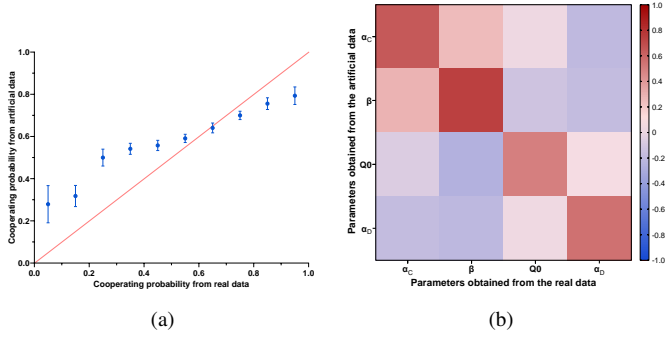 Cooperating probability from artificial data
1.0
0.8
0.6
0.4
0.2
0.0
0.0 0.2 0.4 0.6 0.8 1.0
Cooperating probability from real data
(a)
Parameters obtained from the artificial data
α_C
β
Q0
α_D
α_C β Q0 α_D
Parameters obtained from the real data
1.0
0.8
0.6
0.4
0.2
0
-0.2
-0.4
-0.6
-0.8
-1.0
(b)